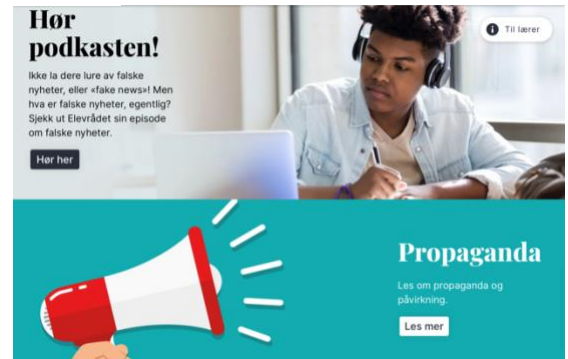 Hør
podkasten!
Til lærer
Ikke la dere lure av falske
nyheter, eller «fake news»! Men
hva er falske nyheter, egentlig?
Sjekk ut Elevrådet sin episode
om falske nyheter.
Hør her
Propaganda
Les om propaganda og
påvirkning.
Les mer